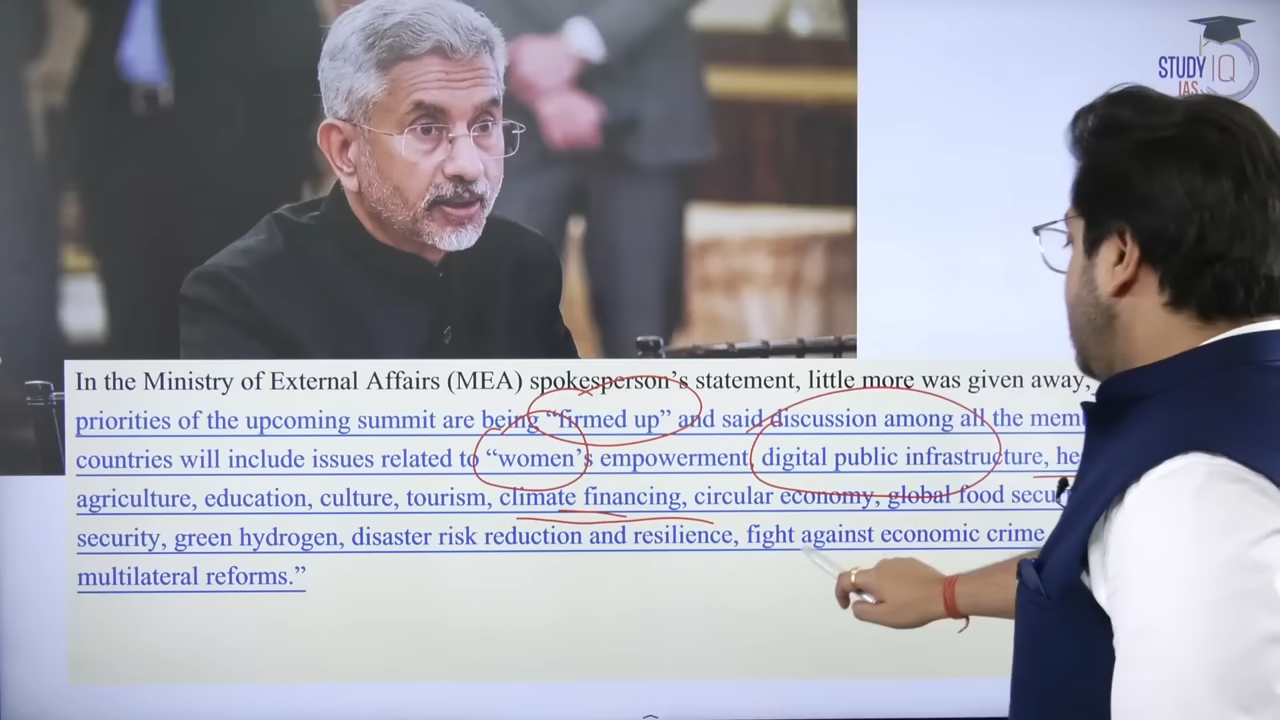 STUDY IQ
IAS
In the Ministry of External Affairs (MEA) spokesperson's statement, little more was given away,
priorities of the upcoming summit are being “firmed up” and said discussion among all the mem
countries will include issues related to “women's empowerment, digital public infrastructure, he
agriculture, education, culture, tourism, climate financing, circular economy, global food secu
security, green hydrogen, disaster risk reduction and resilience, fight against economic crime
multilateral reforms.”